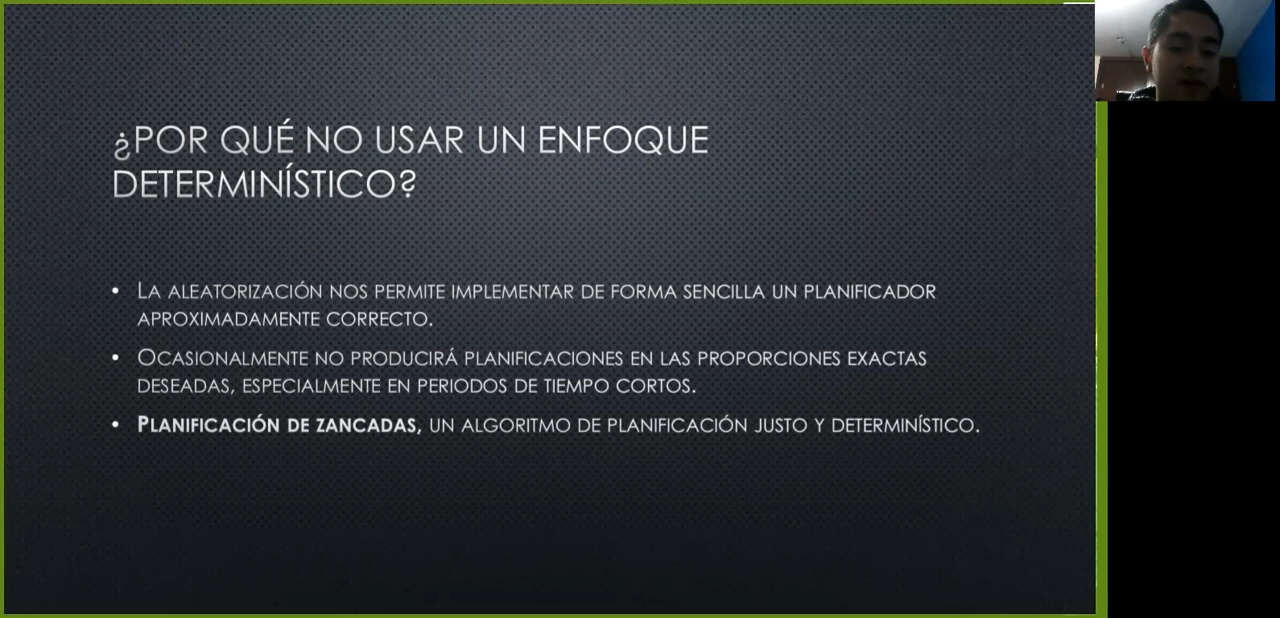 ¿POR QUÉ NO USAR UN ENFOQUE
DETERMINÍSTICO?
• LA ALEATORIZACIÓN NOS PERMITE IMPLEMENTAR DE FORMA SENCILLA UN PLANIFICADOR
APROXIMADAMENTE CORRECTO.
• OCASIONALMENTE NO PRODUCIRÁ PLANIFICACIONES EN LAS PROPORCIONES EXACTAS
DESEADAS, ESPECIALMENTE EN PERIODOS DE TIEMPO CORTOS.
• PLANIFICACIÓN DE ZANCADAS, UN ALGORITMO DE PLANIFICACIÓN JUSTO Y DETERMINÍSTICO.